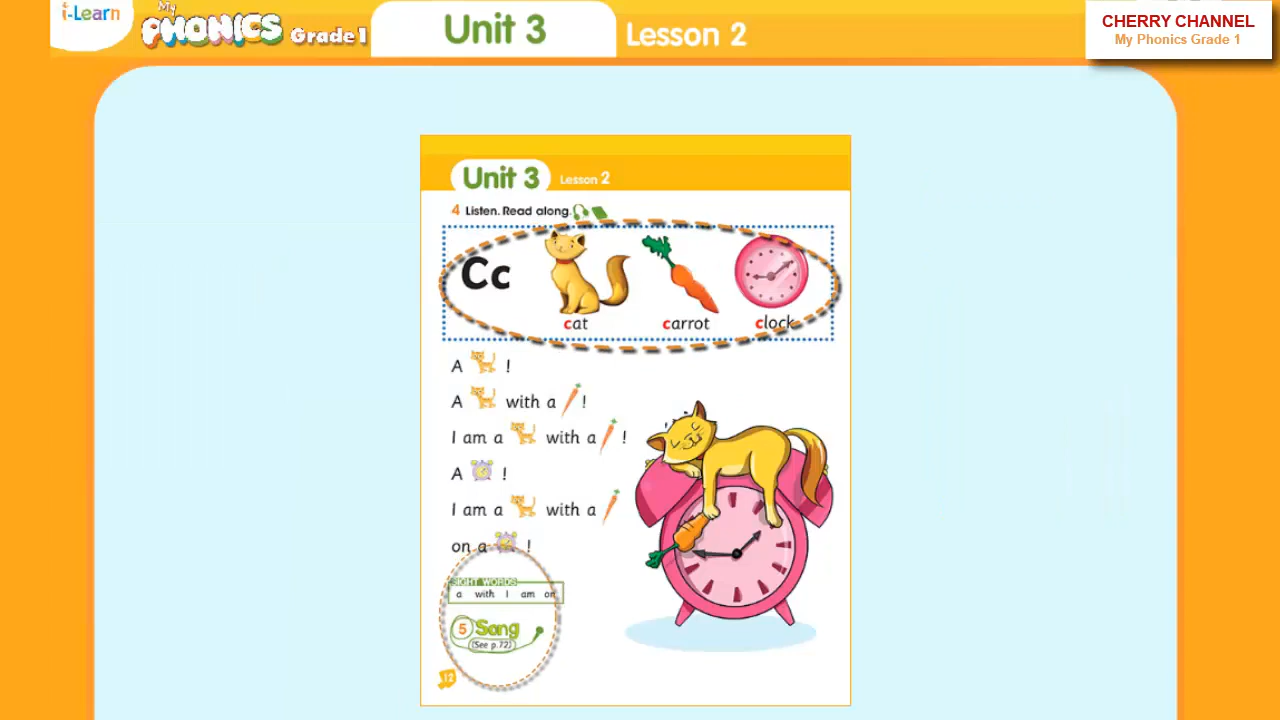 i-Learn
My PHONICS Grade 1
Unit 3
Lesson 2
CHERRY CHANNEL
My Phonics Grade 1
Unit 3
Lesson 2
4 Listen. Read along.
Cc
cat carrot clock
A !
A with a !
I am a with a !
A !
I am a with a
on a !
SIGHT WORDS
a with I am on
5 Song
(See p.72)
12